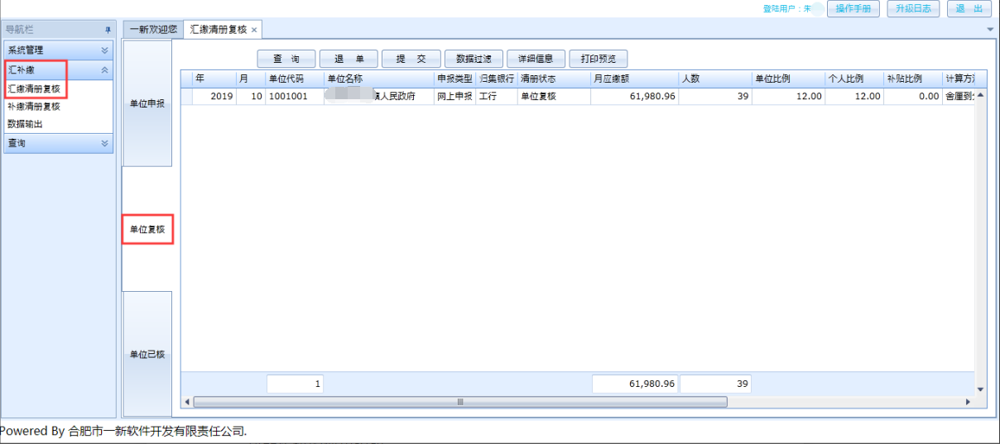 登陆用户：朱 操作手册 升级日志 退 出
导航栏 一新欢迎您 汇缴清册复核 ×
系统管理
汇补缴
汇缴清册复核
补缴清册复核
数据输出
查询
单位申报
单位复核
单位已核
查 询 退 单 提 交 数据过滤 详细信息 打印预览
年 月 单位代码 单位名称 申报类型 归集银行 清册状态 月应缴额 人数 单位比例 个人比例 补贴比例 计算方
2019 10 1001001 镇人民政府 网上申报 工行 单位复核 61,980.96 39 12.00 12.00 0.00 舍厘到
1 61,980.96 39
Powered By 合肥市一新软件开发有限责任公司.